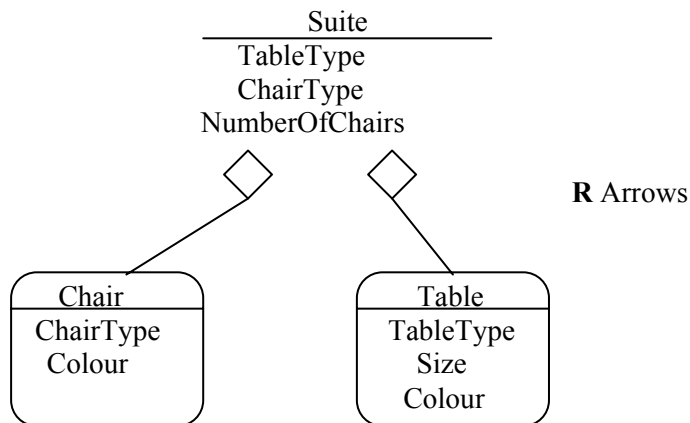 Suite
TableType
ChairType
NumberOfChairs
R Arrows
Chair
ChairType
Colour
Table
TableType
Size
Colour